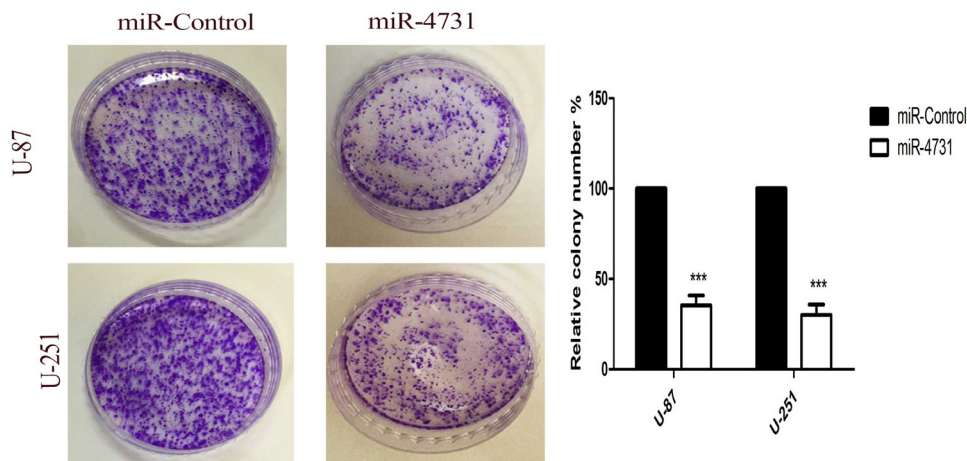 miR-Control
miR-4731
U-87
U-251
Relative colony number %
150
100
50
0
***
***
U-87
U-251
miR-Control
miR-4731